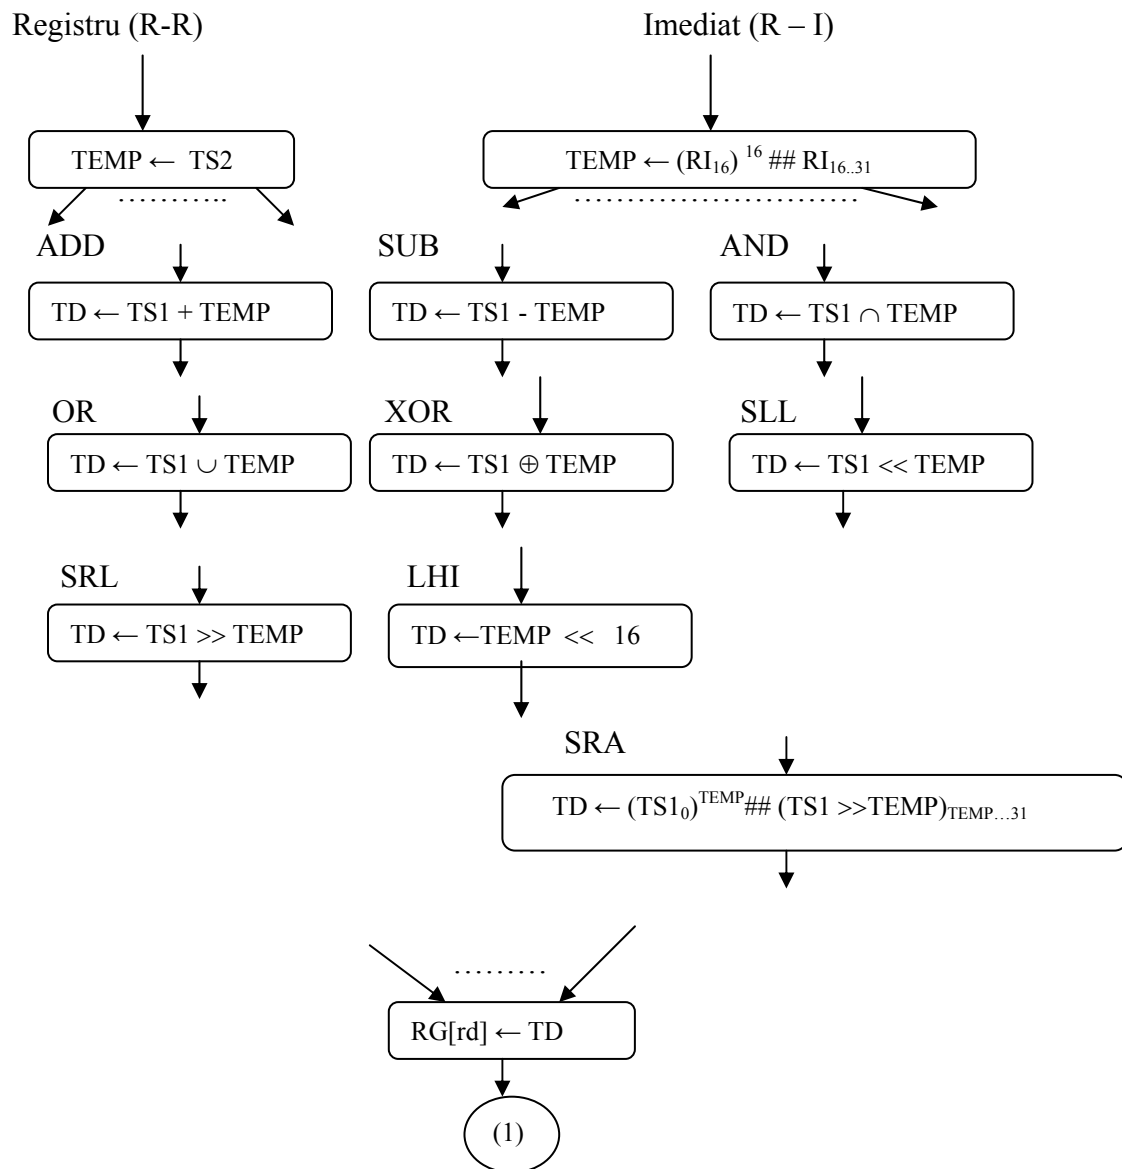 Registru (R-R) Imediat (R – I)
TEMP ← TS2 TEMP ← (RI₁₆) ¹⁶ ## RI₁₆..₃₁
ADD SUB AND
TD ← TS1 + TEMP TD ← TS1 - TEMP TD ← TS1 ∩ TEMP
OR XOR SLL
TD ← TS1 ∪ TEMP TD ← TS1 ⊕ TEMP TD ← TS1 << TEMP
SRL LHI
TD ← TS1 >> TEMP TD ←TEMP << 16
SRA
TD ← (TS1₀)^TEMP## (TS1 >>TEMP)_TEMP…31
RG[rd] ← TD
(1)